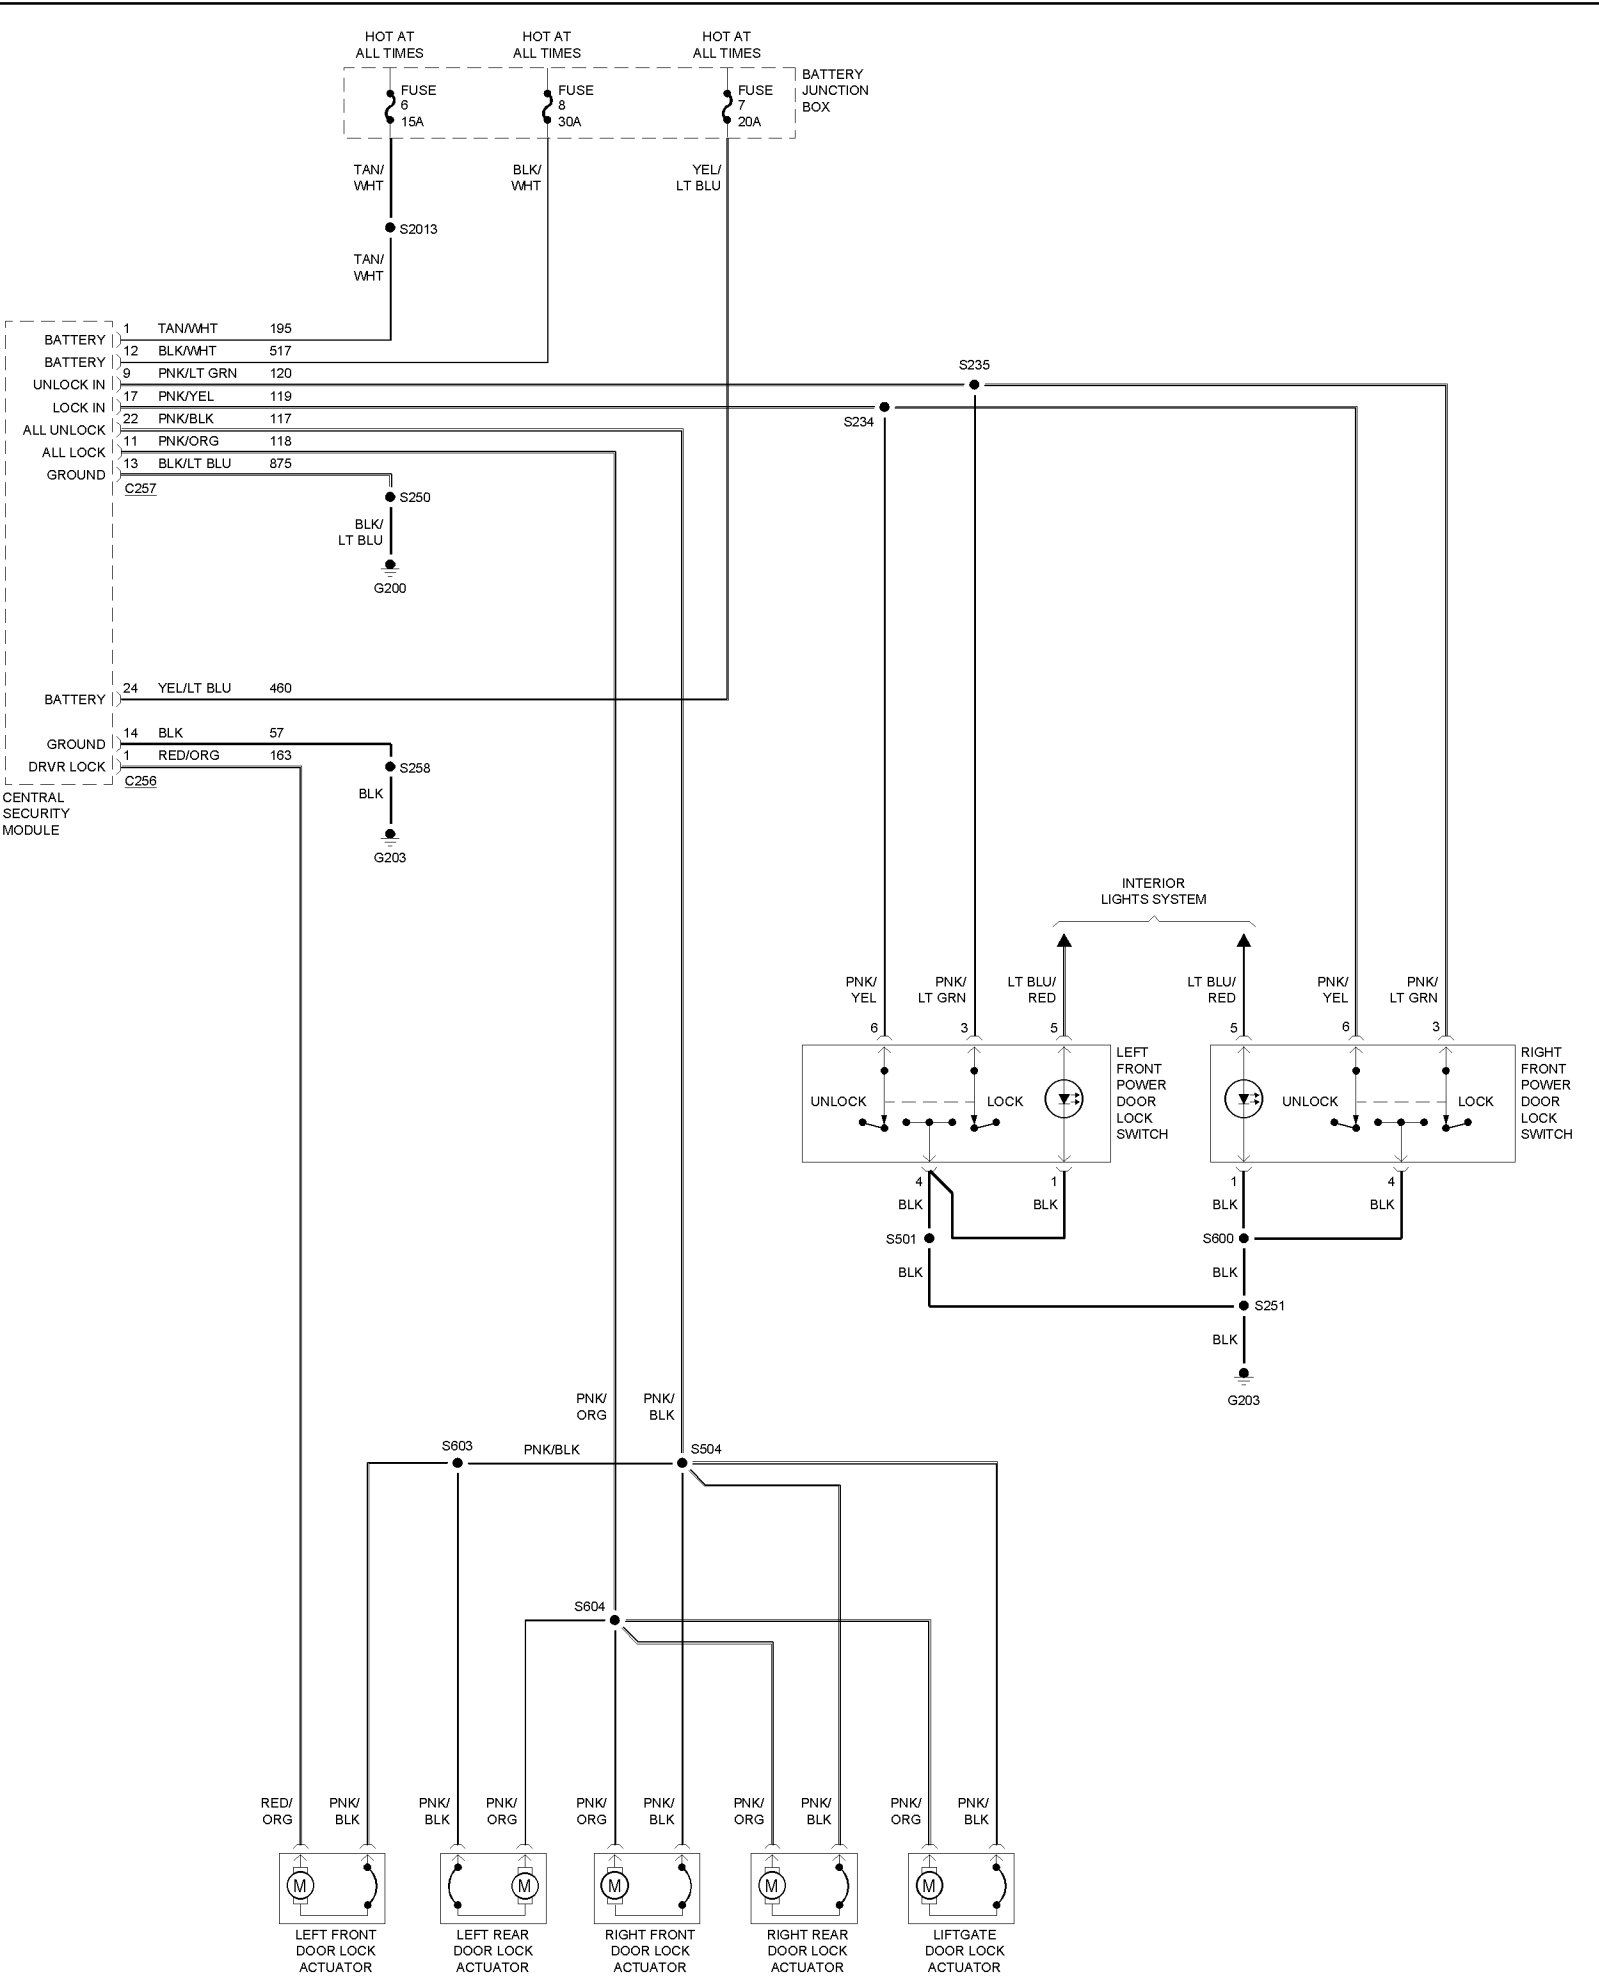 HOT AT
ALL TIMES
HOT AT
ALL TIMES
HOT AT
ALL TIMES
FUSE
6
15A
FUSE
8
30A
FUSE
7
20A
BATTERY
JUNCTION
BOX
TAN/
WHT
BLK/
WHT
YEL/
LT BLU
S2013
TAN/
WHT
BATTERY 1 TAN/WHT 195
BATTERY 12 BLK/WHT 517
UNLOCK IN 9 PNK/LT GRN 120
LOCK IN 17 PNK/YEL 119
ALL UNLOCK 22 PNK/BLK 117
ALL LOCK 11 PNK/ORG 118
GROUND 13 BLK/LT BLU 875
C257
S235
S234
S250
BLK/
LT BLU
G200
BATTERY 24 YEL/LT BLU 460
GROUND 14 BLK 57
DRVR LOCK 1 RED/ORG 163
C256
CENTRAL
SECURITY
MODULE
S258
BLK
G203
INTERIOR
LIGHTS SYSTEM
PNK/
YEL
PNK/
LT GRN
LT BLU/
RED
LT BLU/
RED
PNK/
YEL
PNK/
LT GRN
6 3 5 5 6 3
UNLOCK LOCK
LEFT
FRONT
POWER
DOOR
LOCK
SWITCH
UNLOCK LOCK
RIGHT
FRONT
POWER
DOOR
LOCK
SWITCH
4 1 1 4
BLK BLK BLK BLK
S501 S600
BLK BLK
S251
BLK
G203
PNK/
ORG
PNK/
BLK
S603 PNK/BLK S504
S604
RED/
ORG
PNK/
BLK
PNK/
BLK
PNK/
ORG
PNK/
ORG
PNK/
BLK
PNK/
ORG
PNK/
BLK
PNK/
ORG
PNK/
BLK
M M M M M
LEFT FRONT
DOOR LOCK
ACTUATOR
LEFT REAR
DOOR LOCK
ACTUATOR
RIGHT FRONT
DOOR LOCK
ACTUATOR
RIGHT REAR
DOOR LOCK
ACTUATOR
LIFTGATE
DOOR LOCK
ACTUATOR